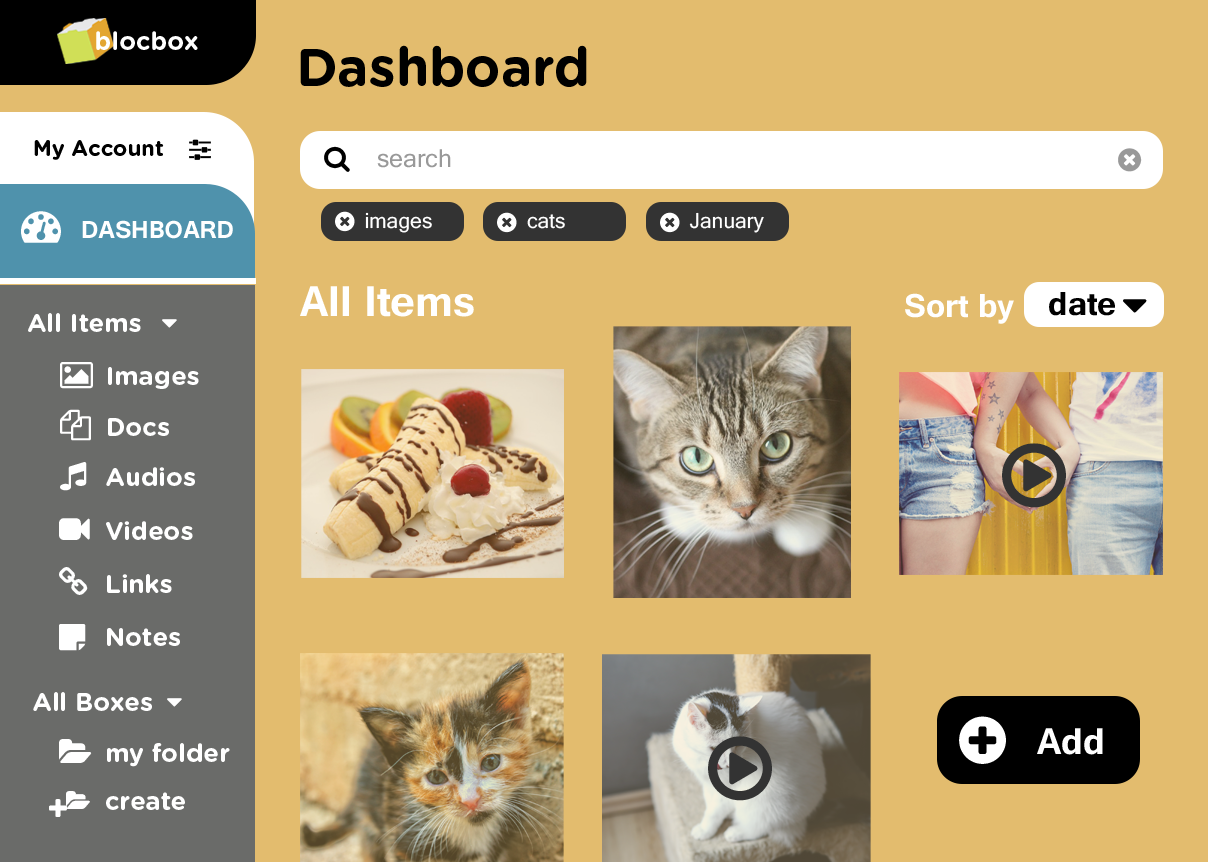 blocbox
My Account
DASHBOARD
All Items
Images
Docs
Audios
Videos
Links
Notes
All Boxes
my folder
create
Dashboard
search
images
cats
January
All Items
Sort by date
Add